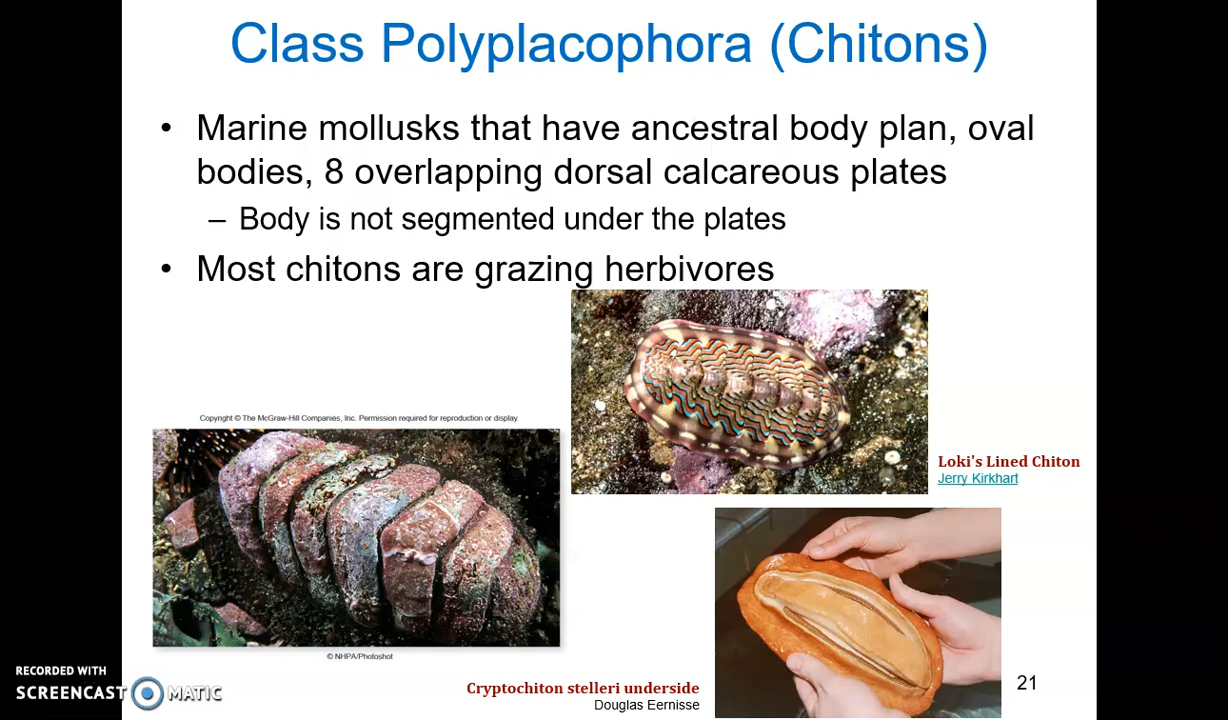 Class Polyplacophora (Chitons)
• Marine mollusks that have ancestral body plan, oval
bodies, 8 overlapping dorsal calcareous plates
– Body is not segmented under the plates
• Most chitons are grazing herbivores
Copyright © The McGraw-Hill Companies, Inc. Permission required for reproduction or display.
Loki's Lined Chiton
Jerry Kirkhart
© NHPA/Photoshot
RECORDED WITH
SCREENCAST MATIC
Cryptochiton stelleri underside
Douglas Eernisse
21